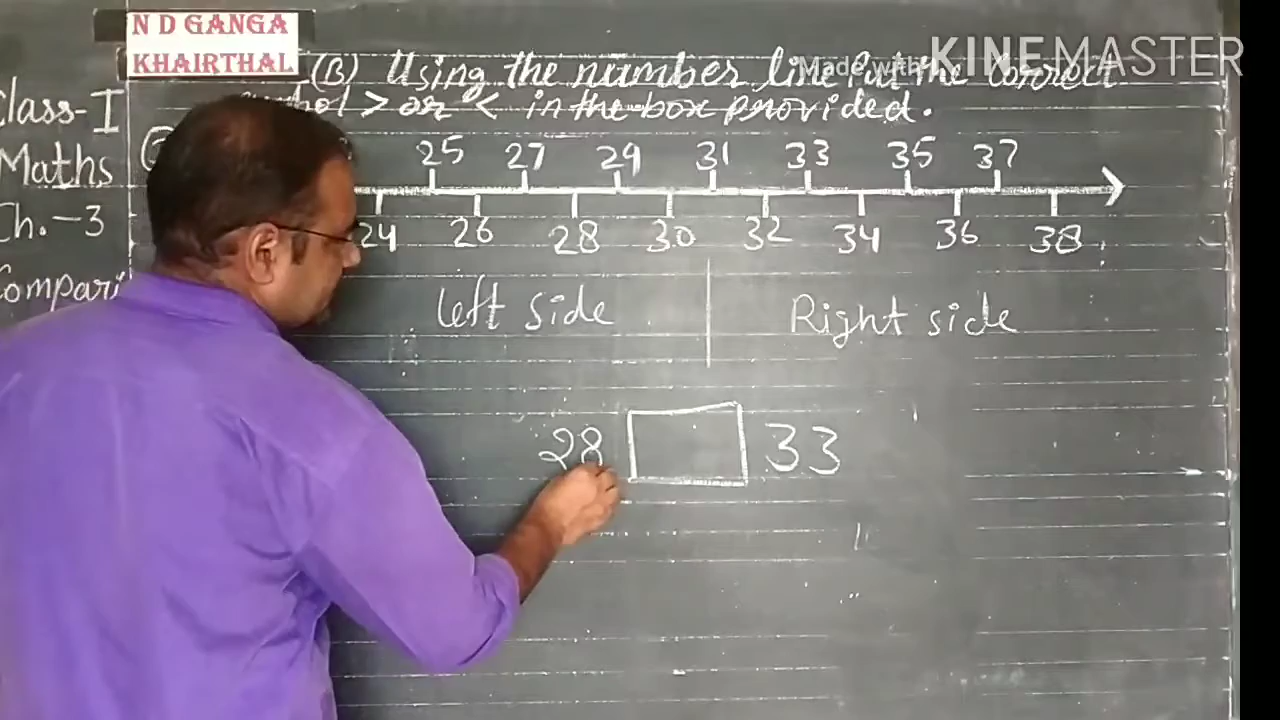 N D GANGA
KHAIRTHAL
Made with KINEMASTER
(B) Using the number line Put the Correct
> or < in the box provided.
Class-I
Maths
Ch.-3
Compari
25 27 29 31 33 35 37
24 26 28 30 32 34 36 38
left side Right side
28 33